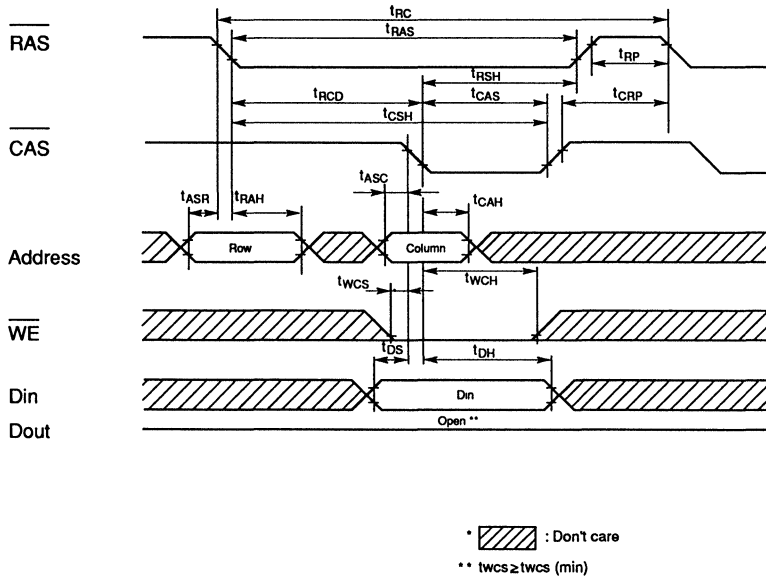 tRC
RAS
tRAS
tRP
tRSH
tRCD
tCAS
tCRP
tCSH
CAS
tASC
tASR
tRAH
tCAH
Address
Row
Column
tWCS
tWCH
WE
tDS
tDH
Din
Din
Open **
Dout
* : Don't care
** twcs≥twcs (min)